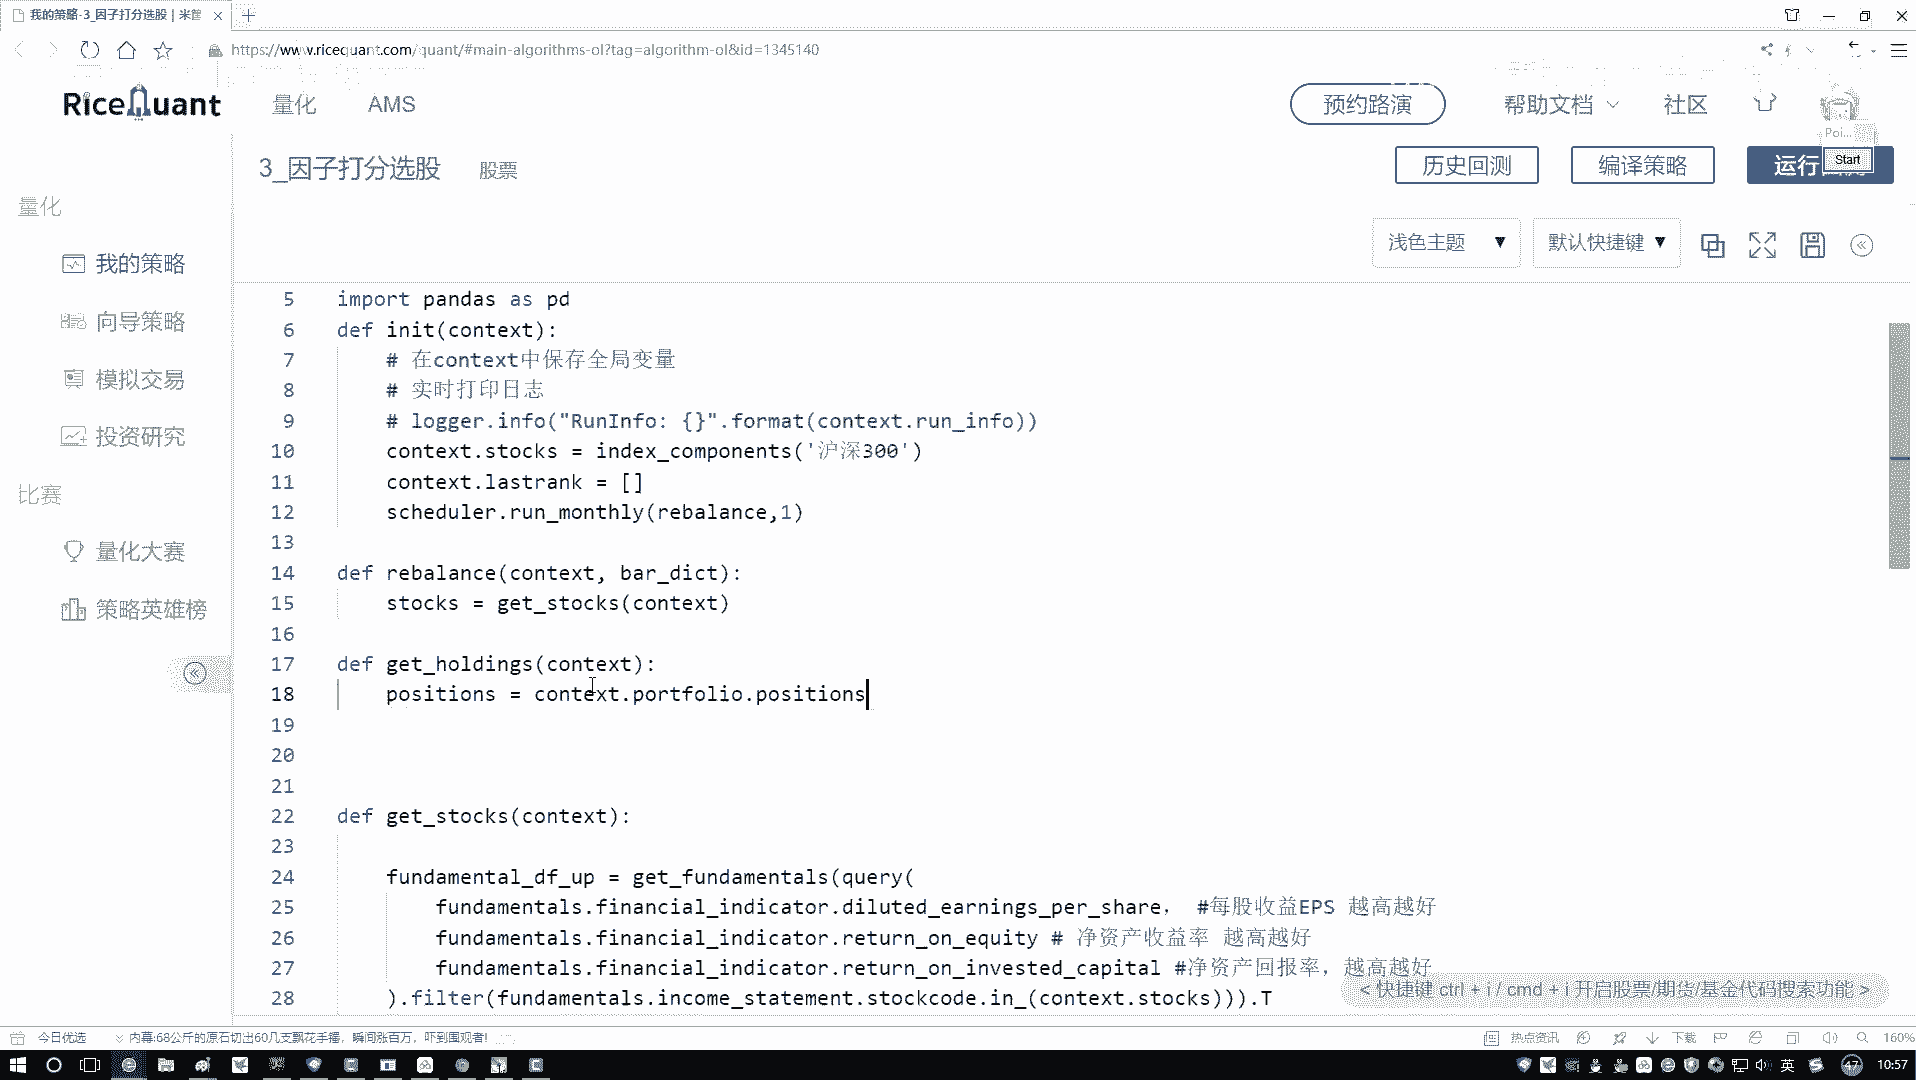 我的策略-3_因子打分选股 | 米筐
https://www.ricequant.com/quant/#main-algorithms-ol?tag=algorithm-ol&id=1345140
RiceQuant
量化
AMS
预约路演
帮助文档
社区
Poi...
3_因子打分选股
股票
历史回测
编译策略
运行
Start
浅色主题 ▼
默认快捷键 ▼
量化
我的策略
向导策略
模拟交易
投资研究
比赛
量化大赛
策略英雄榜
5 import pandas as pd
6 def init(context):
7     # 在context中保存全局变量
8     # 实时打印日志
9     # logger.info("RunInfo: {}".format(context.run_info))
10     context.stocks = index_components('沪深300')
11     context.lastrank = []
12     scheduler.run_monthly(rebalance,1)
13
14 def rebalance(context, bar_dict):
15     stocks = get_stocks(context)
16
17 def get_holdings(context):
18     positions = context.portfolio.positions
19
20
21
22 def get_stocks(context):
23
24     fundamental_df_up = get_fundamentals(query(
25         fundamentals.financial_indicator.diluted_earnings_per_share， #每股收益EPS 越高越好
26         fundamentals.financial_indicator.return_on_equity # 净资产收益率 越高越好
27         fundamentals.financial_indicator.return_on_invested_capital #净资产回报率，越高越好
28     ).filter(fundamentals.income_statement.stockcode.in_(context.stocks))).T
< 快捷键 ctrl + i / cmd + i 开启股票/期货/基金代码搜索功能 >
今日优选
内幕:68公斤的原石切出60几支飘花手镯，瞬间涨百万，吓到围观者!
热点资讯
下载
160%
英
47
10:57